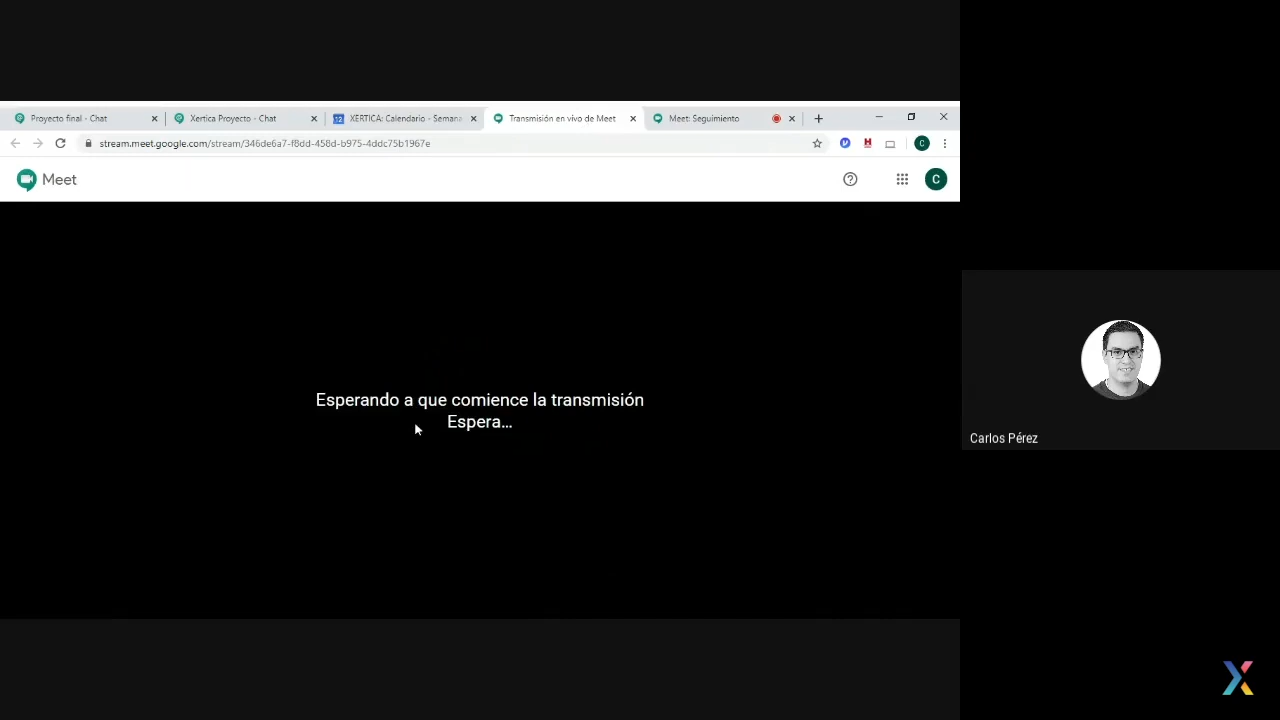 Proyecto final - Chat
Xertica Proyecto - Chat
12
XERTICA: Calendario - Semana
Transmisión en vivo de Meet
Meet: Seguimiento
stream.meet.google.com/stream/346de6a7-f8dd-458d-b975-4ddc75b1967e
C
Meet
C
Esperando a que comience la transmisión
Espera...
Carlos Pérez